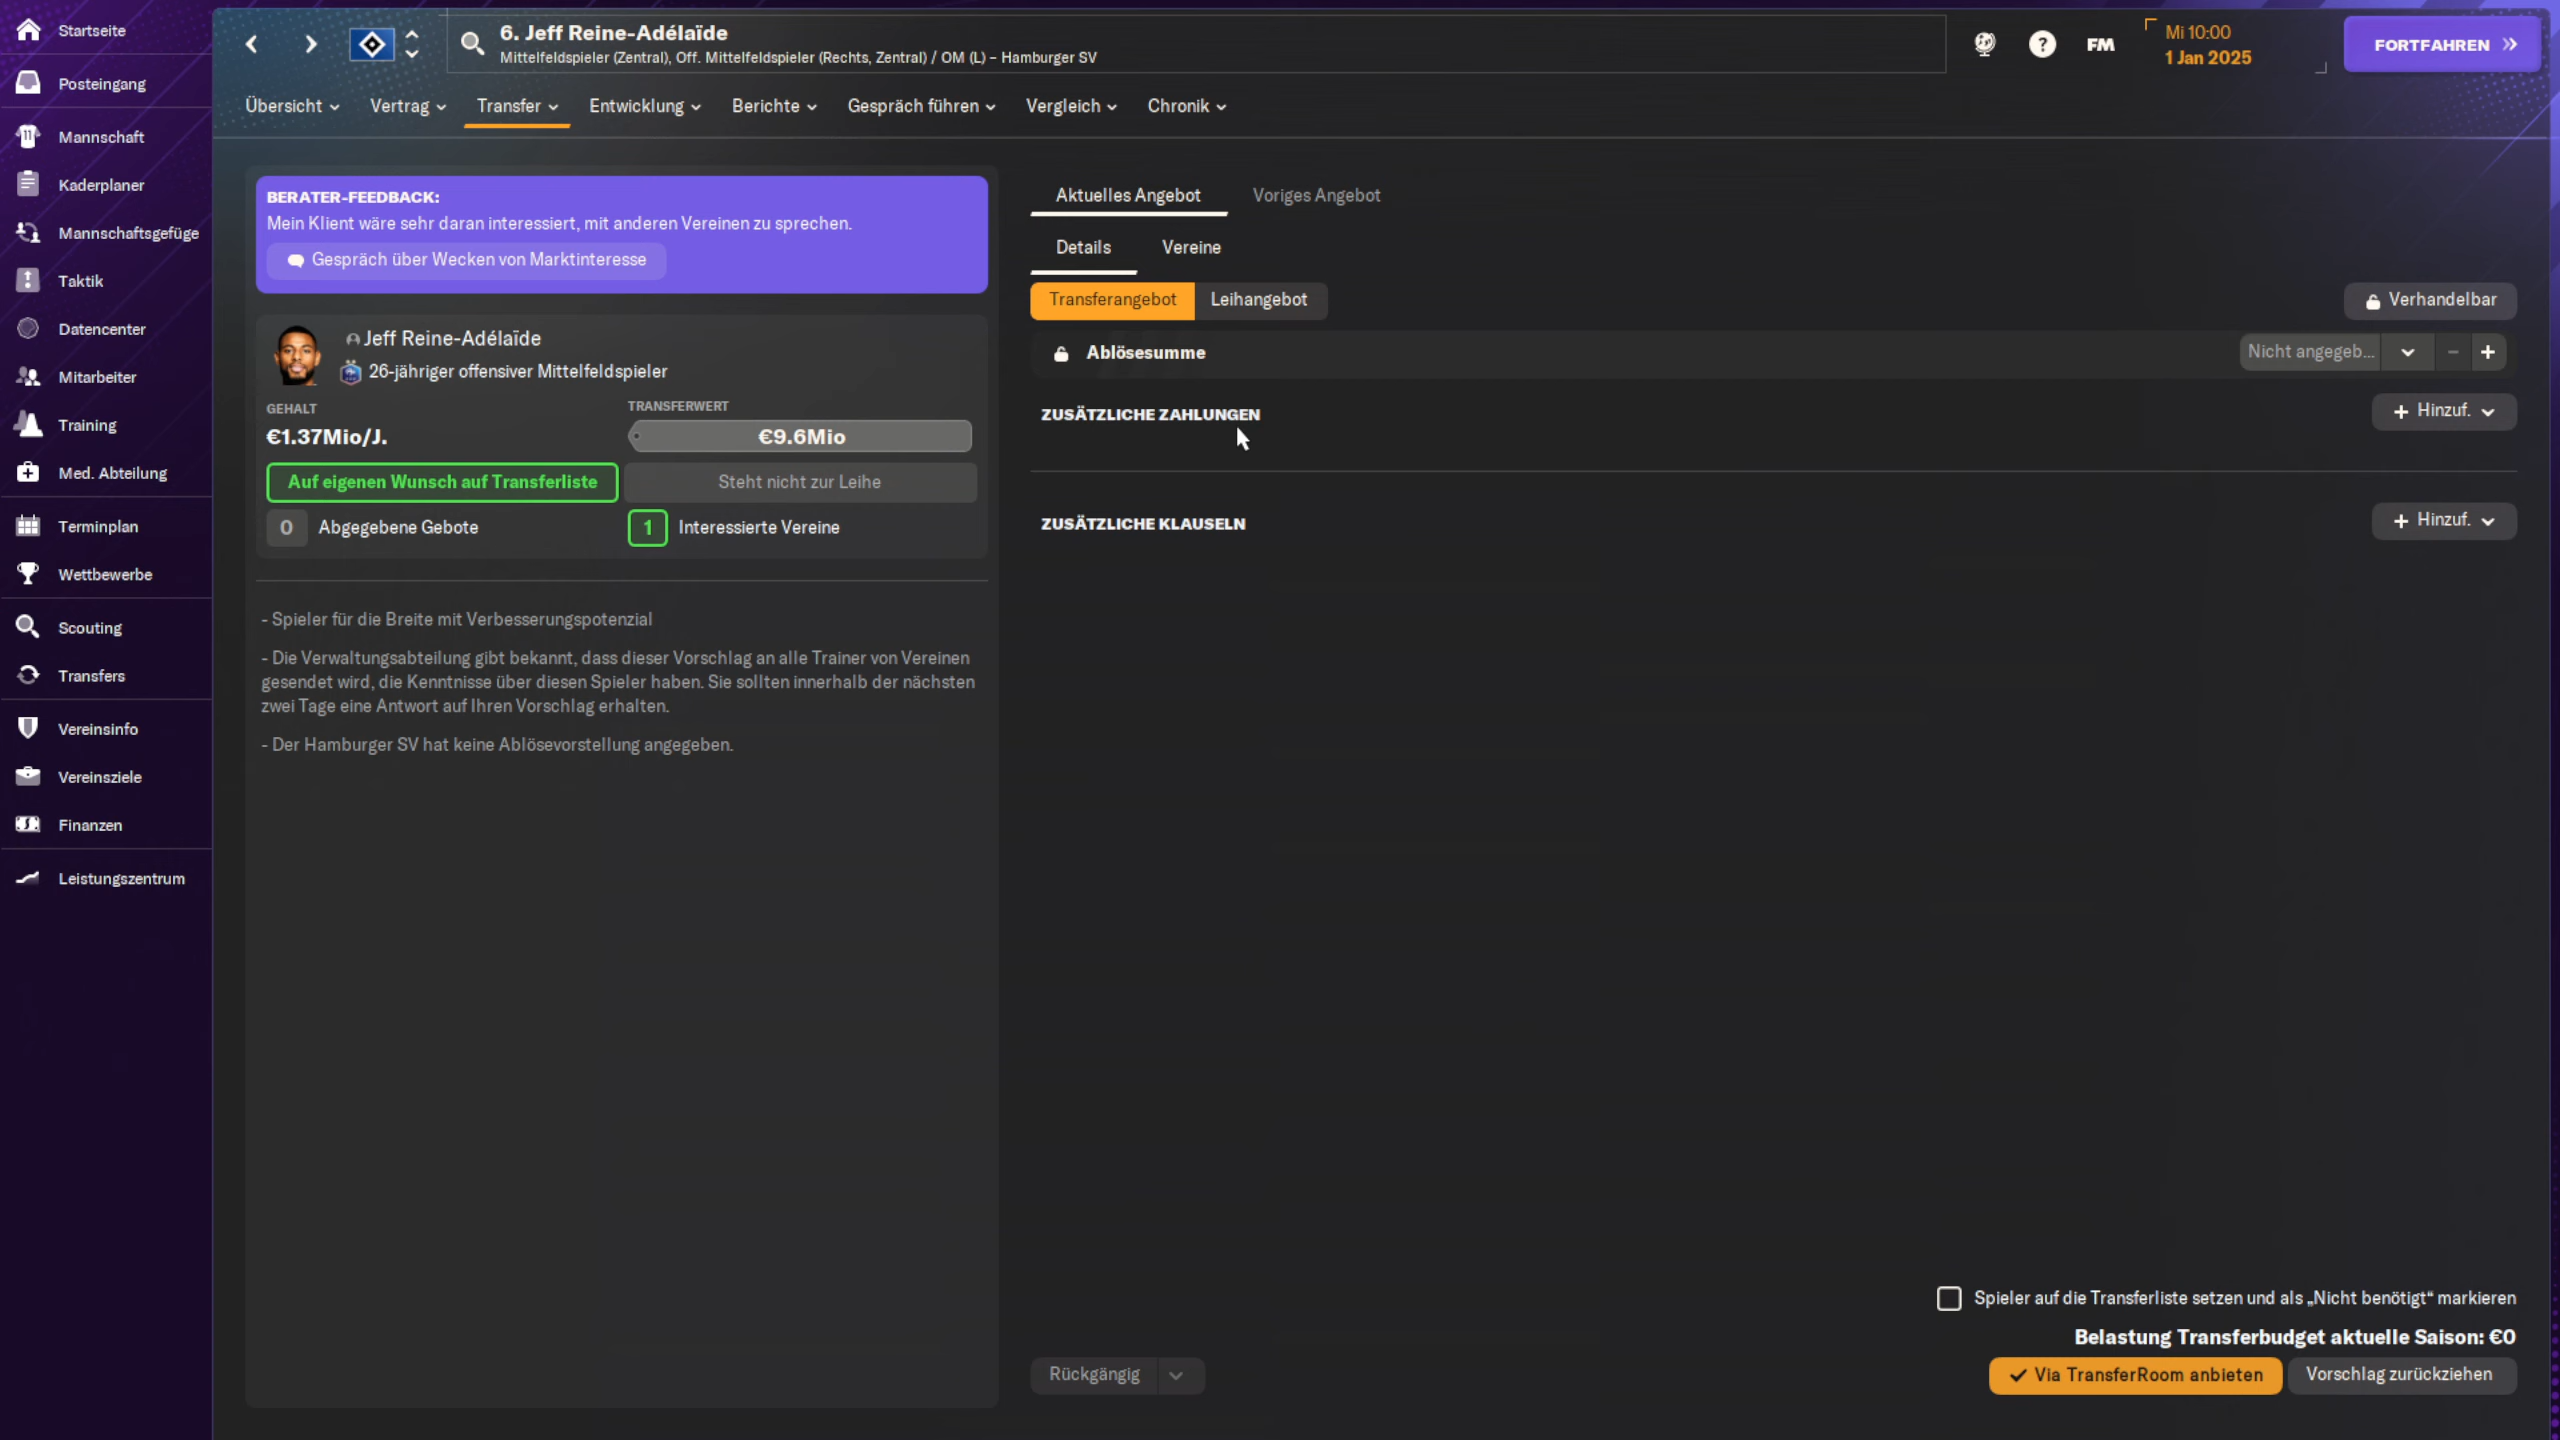 Startseite
Posteingang
Mannschaft
Kaderplaner
Mannschaftsgefüge
Taktik
Datencenter
Mitarbeiter
Training
Med. Abteilung
Terminplan
Wettbewerbe
Scouting
Transfers
Vereinsinfo
Vereinsziele
Finanzen
Leistungszentrum
6. Jeff Reine-Adélaïde
Mittelfeldspieler (Zentral), Off. Mittelfeldspieler (Rechts, Zentral) / OM (L) - Hamburger SV
? FM
Mi 10:00
1 Jan 2025
FORTFAHREN
Übersicht Vertrag Transfer Entwicklung Berichte Gespräch führen Vergleich Chronik
BERATER-FEEDBACK:
Mein Klient wäre sehr daran interessiert, mit anderen Vereinen zu sprechen.
Gespräch über Wecken von Marktinteresse
Jeff Reine-Adélaïde
26-jähriger offensiver Mittelfeldspieler
GEHALT TRANSFERWERT
€1.37Mio/J. €9.6Mio
Auf eigenen Wunsch auf Transferliste Steht nicht zur Leihe
0 Abgegebene Gebote 1 Interessierte Vereine
- Spieler für die Breite mit Verbesserungspotenzial
- Die Verwaltungsabteilung gibt bekannt, dass dieser Vorschlag an alle Trainer von Vereinen
gesendet wird, die Kenntnisse über diesen Spieler haben. Sie sollten innerhalb der nächsten
zwei Tage eine Antwort auf Ihren Vorschlag erhalten.
- Der Hamburger SV hat keine Ablösevorstellung angegeben.
Aktuelles Angebot Voriges Angebot
Details Vereine
Transferangebot Leihangebot Verhandelbar
Ablösesumme Nicht angegeb... - +
ZUSÄTZLICHE ZAHLUNGEN + Hinzuf.
ZUSÄTZLICHE KLAUSELN + Hinzuf.
Spieler auf die Transferliste setzen und als „Nicht benötigt“ markieren
Belastung Transferbudget aktuelle Saison: €0
Rückgängig Via TransferRoom anbieten Vorschlag zurückziehen